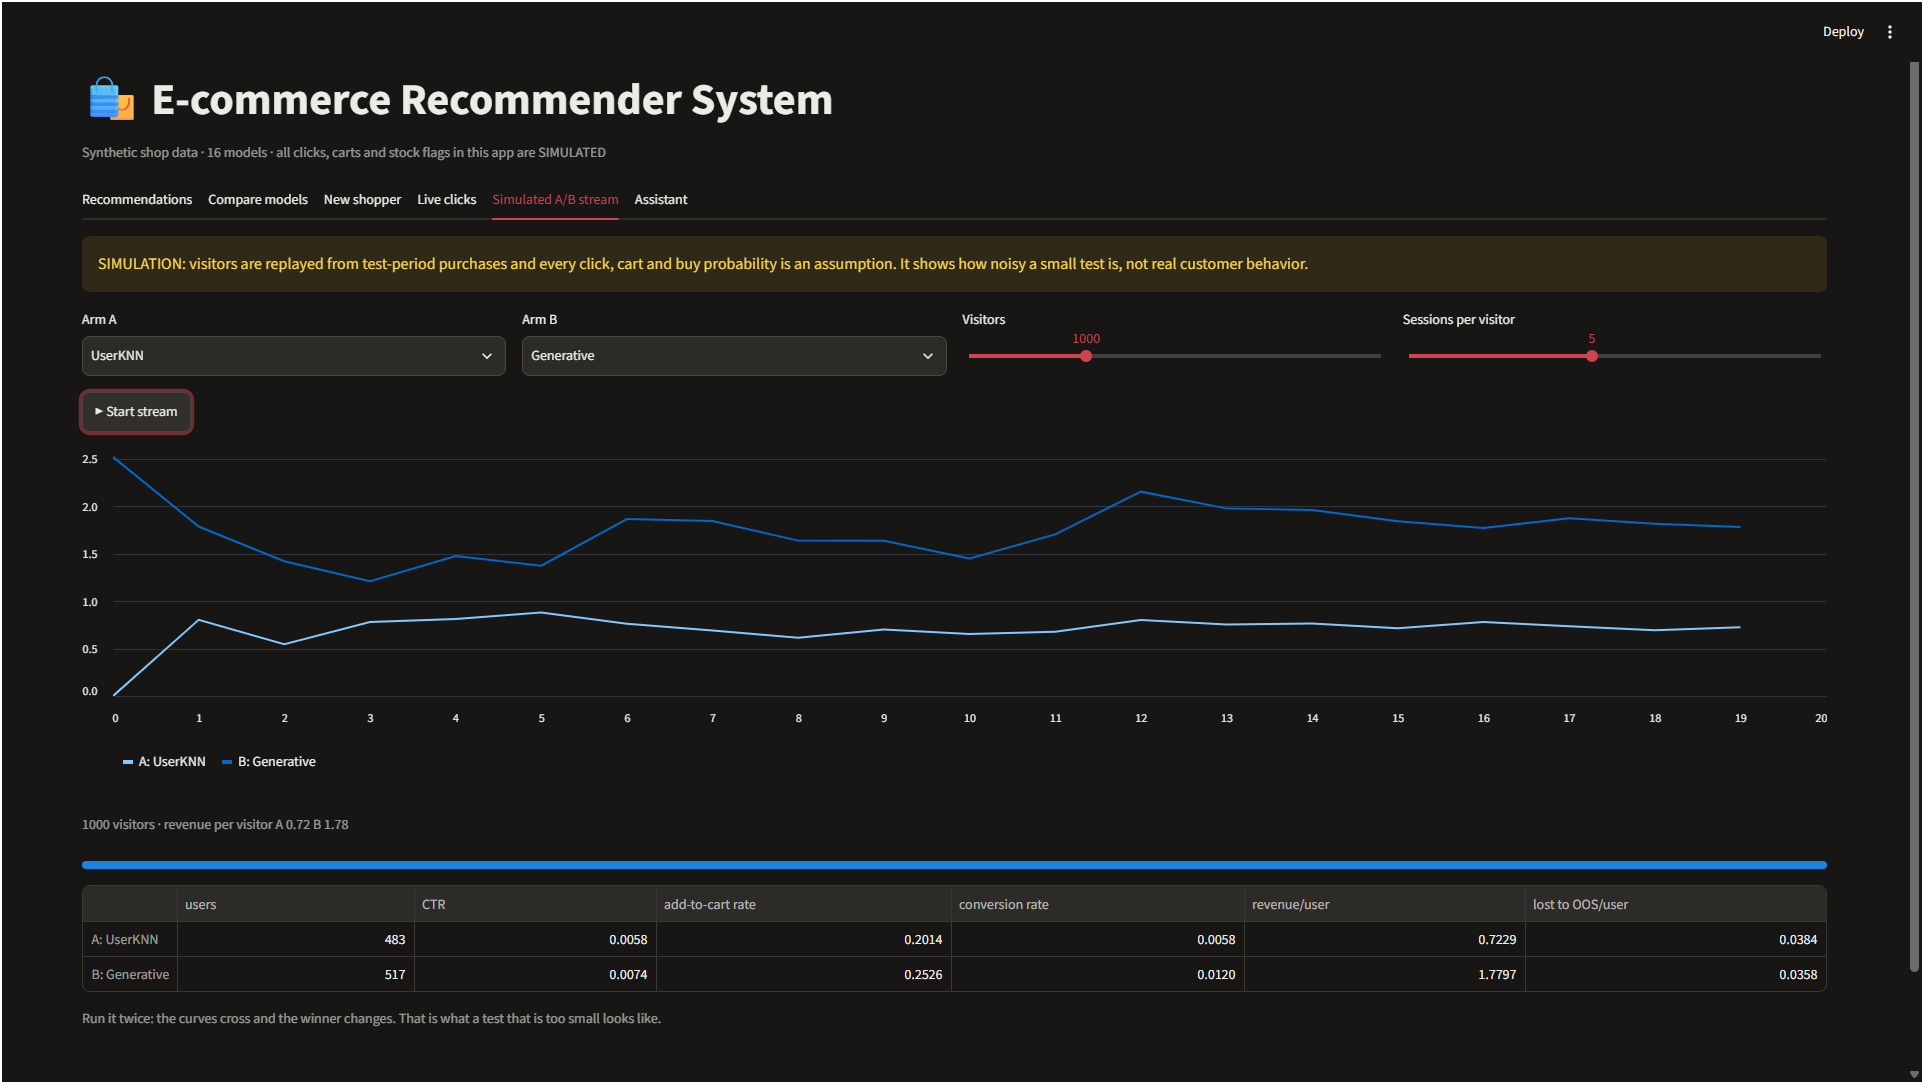 Deploy
E-commerce Recommender System
Synthetic shop data · 16 models · all clicks, carts and stock flags in this app are SIMULATED
Recommendations Compare models New shopper Live clicks Simulated A/B stream Assistant
SIMULATION: visitors are replayed from test-period purchases and every click, cart and buy probability is an assumption. It shows how noisy a small test is, not real customer behavior.
Arm A Arm B Visitors Sessions per visitor
1000 5
UserKNN Generative
Start stream
2.5
2.0
1.5
1.0
0.5
0.0
0 1 2 3 4 5 6 7 8 9 10 11 12 13 14 15 16 17 18 19 20
A: UserKNN B: Generative
1000 visitors · revenue per visitor A 0.72 B 1.78
users CTR add-to-cart rate conversion rate revenue/user lost to OOS/user
A: UserKNN 483 0.0058 0.2014 0.0058 0.7229 0.0384
B: Generative 517 0.0074 0.2526 0.0120 1.7797 0.0358
Run it twice: the curves cross and the winner changes. That is what a test that is too small looks like.